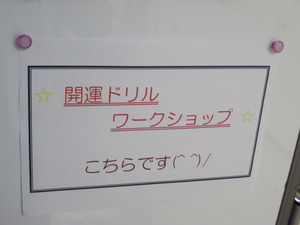 ☆ 開運ドリル
ワークショップ ☆
こちらです(^ ^)/